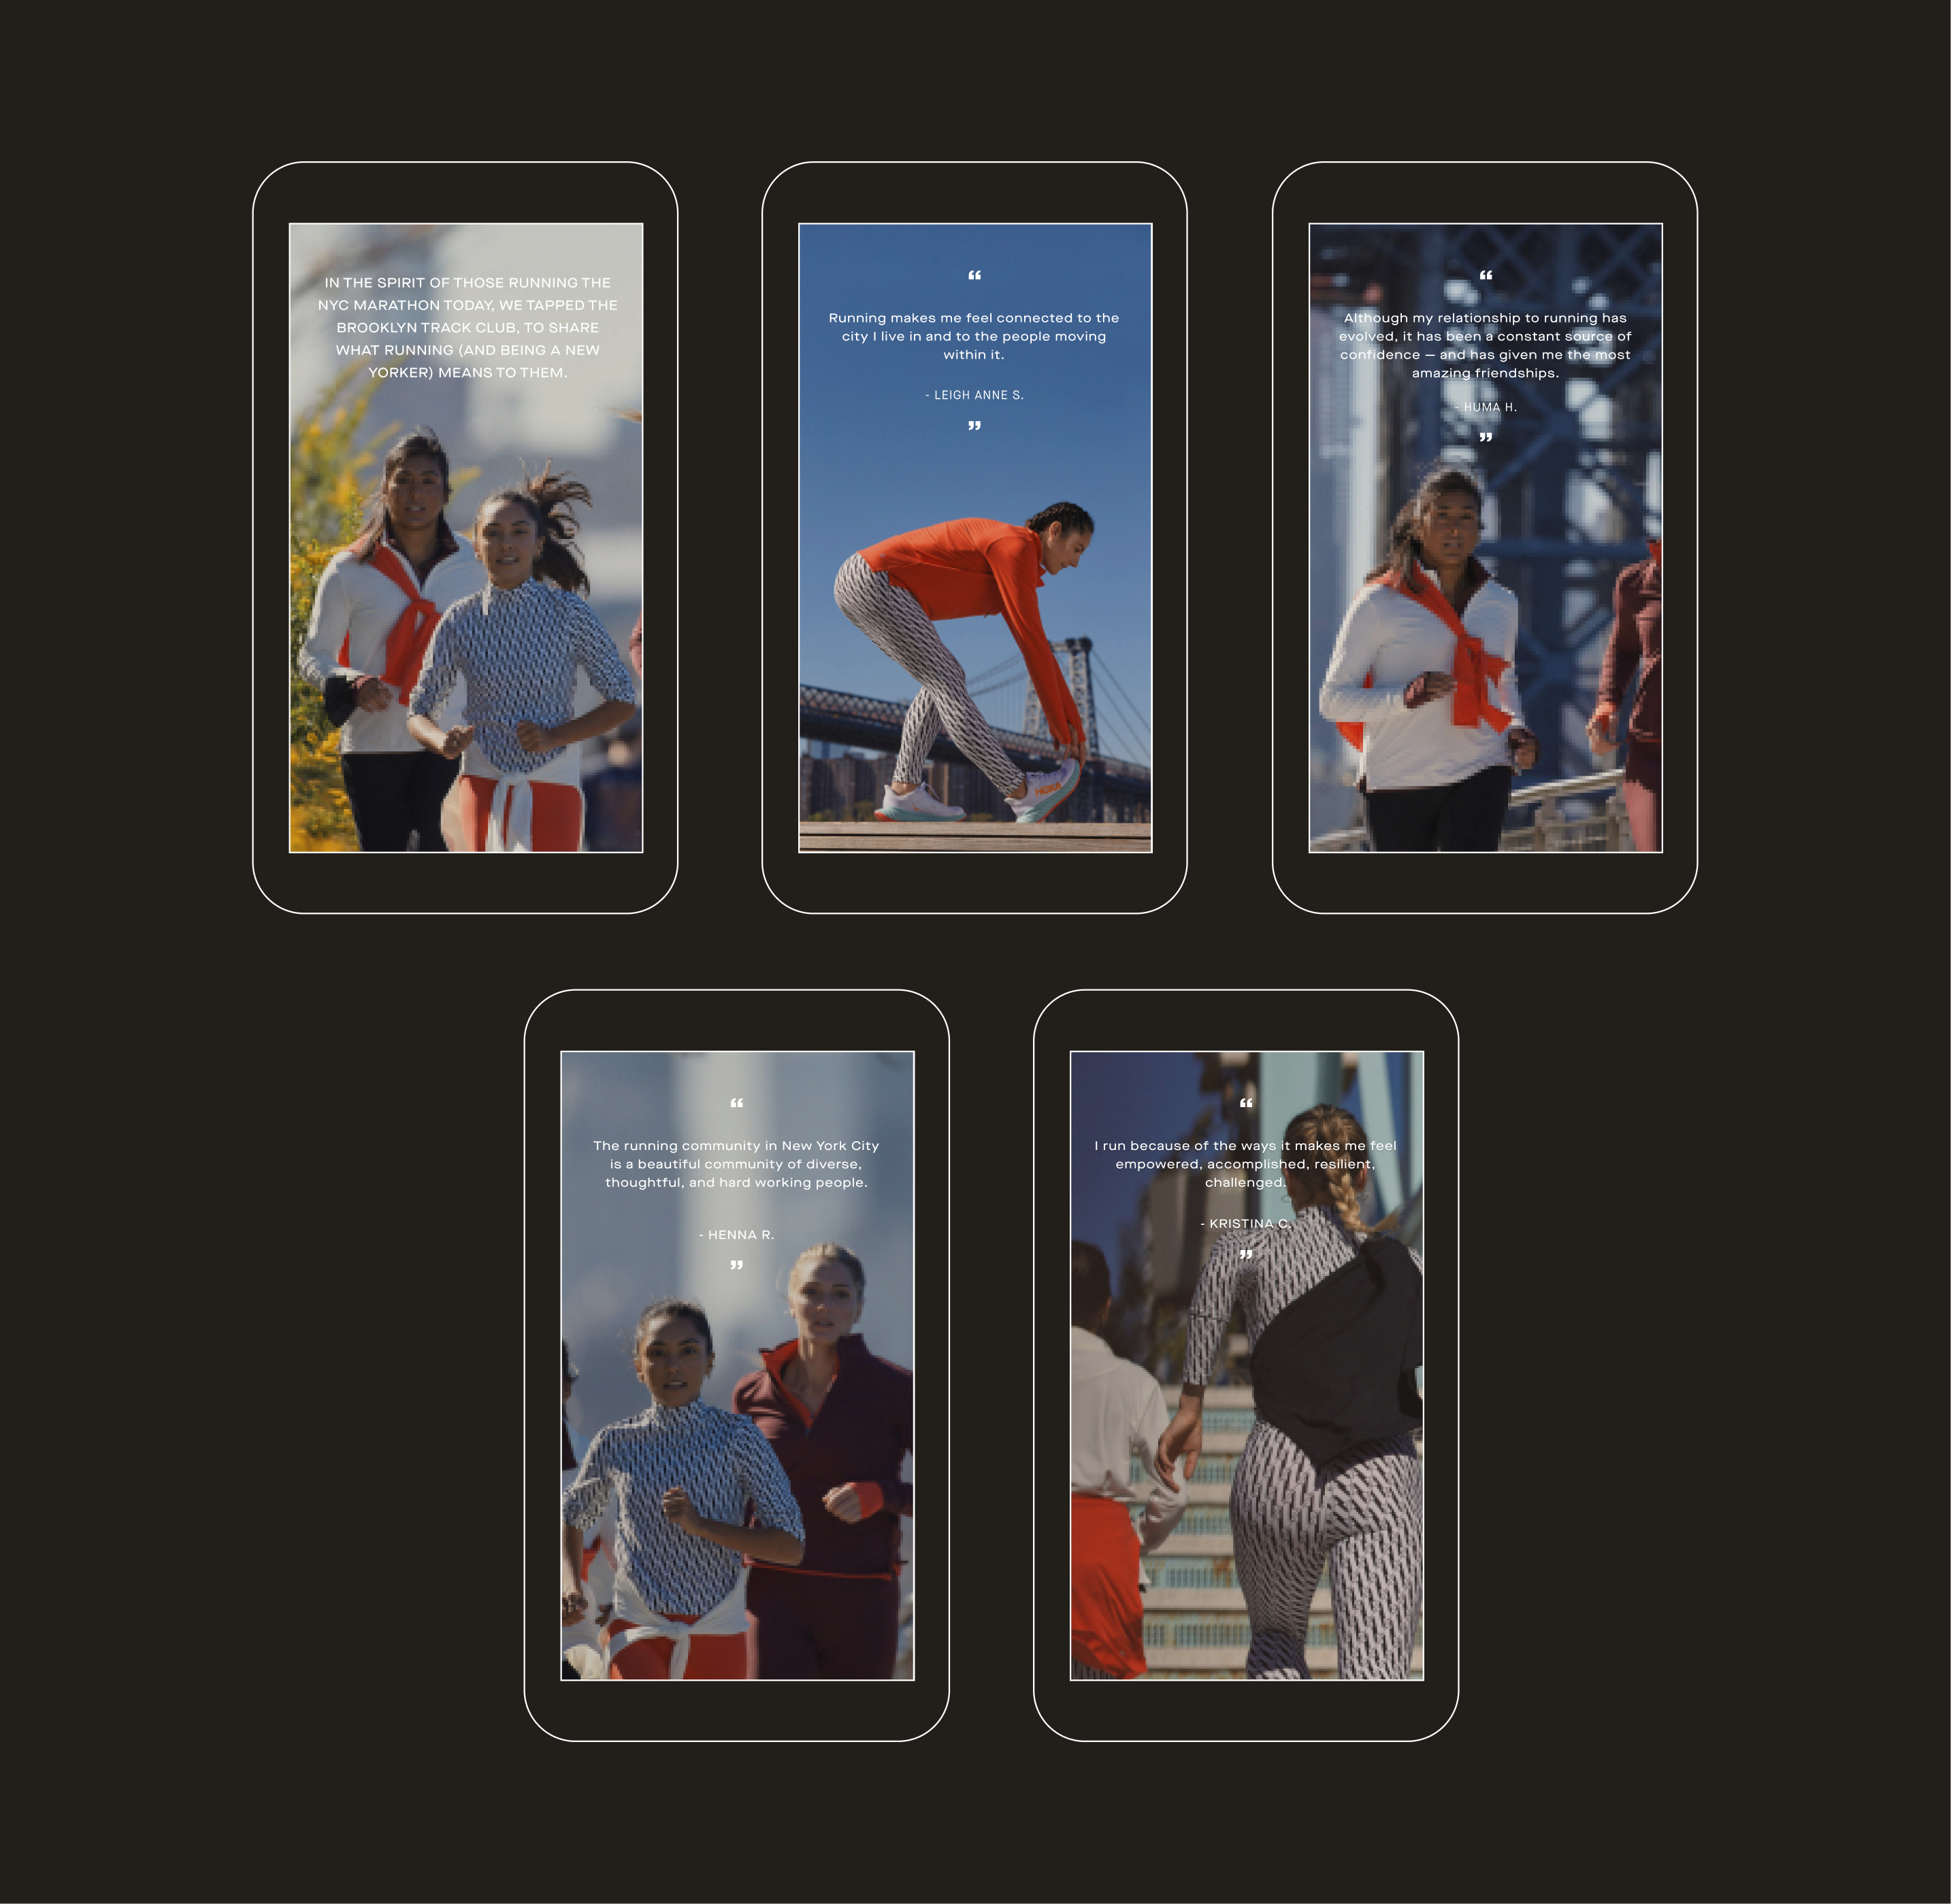 IN THE SPIRIT OF THOSE RUNNING THE
NYC MARATHON TODAY, WE TAPPED THE
BROOKLYN TRACK CLUB, TO SHARE
WHAT RUNNING (AND BEING A NEW
YORKER) MEANS TO THEM.
“
Running makes me feel connected to the
city I live in and to the people moving
within it.
- LEIGH ANNE S.
”
HOKA
“
Although my relationship to running has
evolved, it has been a constant source of
confidence — and has given me the most
amazing friendships.
- HUMA H.
”
“
The running community in New York City
is a beautiful community of diverse,
thoughtful, and hard working people.
- HENNA R.
”
“
I run because of the ways it makes me feel
empowered, accomplished, resilient,
challenged.
- KRISTINA C.
”